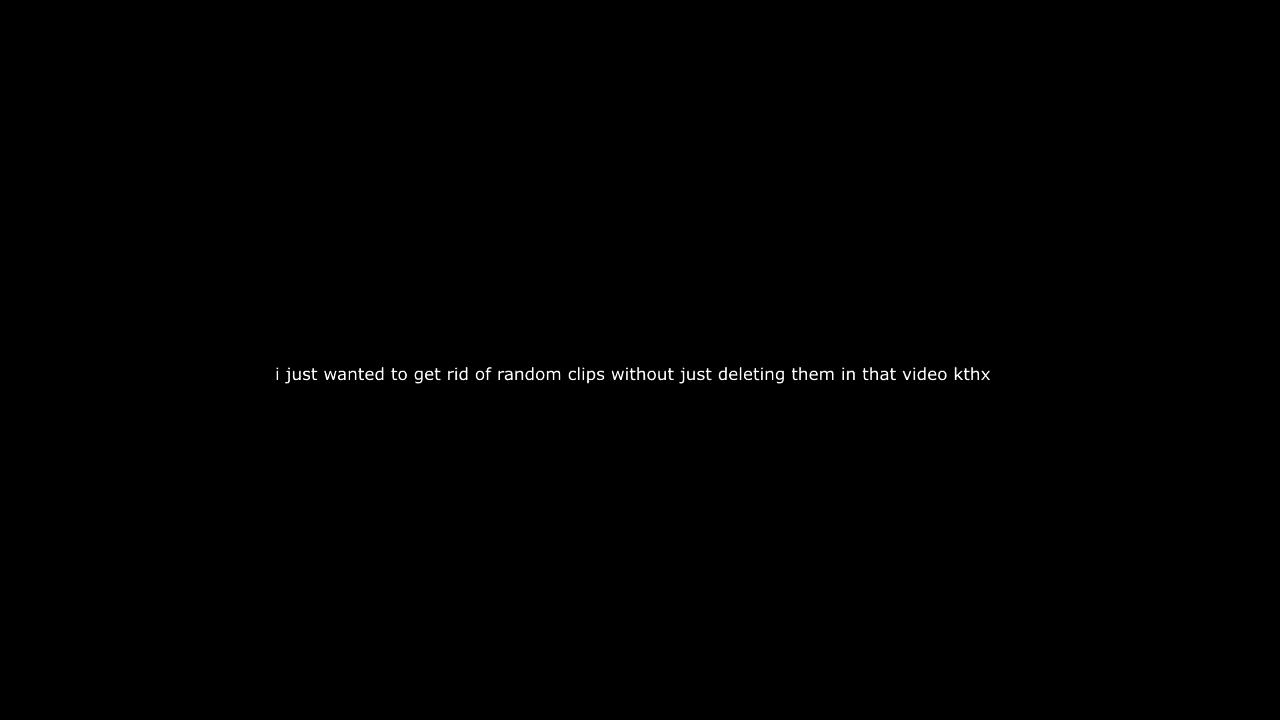 i just wanted to get rid of random clips without just deleting them in that video kthx